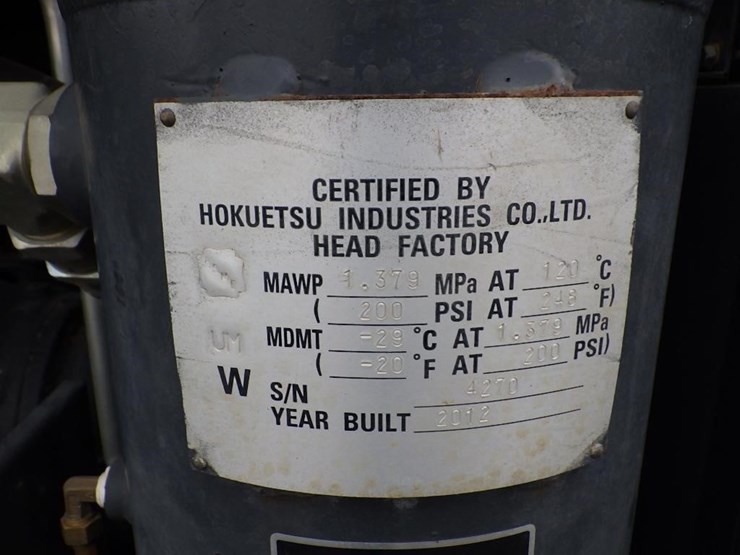 CERTIFIED BY
HOKUETSU INDUSTRIES CO.,LTD.
HEAD FACTORY
MAWP 1.379 MPa AT 120 °C
( 200 PSI AT 248 °F)
UM MDMT -29 °C AT 1.379 MPa
( -20 °F AT 200 PSI)
W S/N 4270
YEAR BUILT 2012